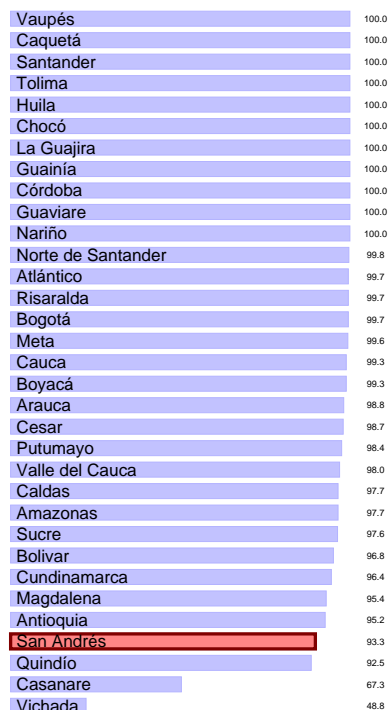 Vaupés 100.0
Caquetá 100.0
Santander 100.0
Tolima 100.0
Huila 100.0
Chocó 100.0
La Guajira 100.0
Guainía 100.0
Córdoba 100.0
Guaviare 100.0
Nariño 100.0
Norte de Santander 99.8
Atlántico 99.7
Risaralda 99.7
Bogotá 99.7
Meta 99.6
Cauca 99.3
Boyacá 99.3
Arauca 98.8
Cesar 98.7
Putumayo 98.4
Valle del Cauca 98.0
Caldas 97.7
Amazonas 97.7
Sucre 97.6
Bolivar 96.8
Cundinamarca 96.4
Magdalena 95.4
Antioquia 95.2
San Andrés 93.3
Quindío 92.5
Casanare 67.3
Vichada 48.8